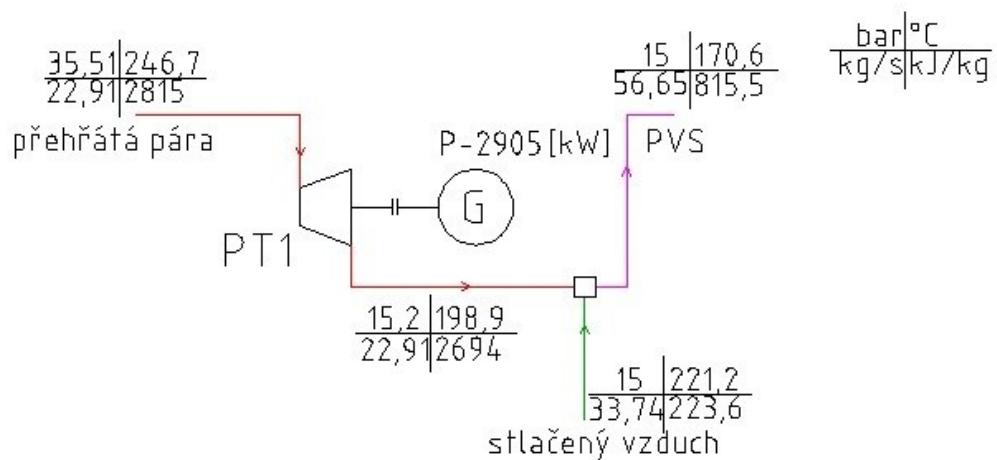 35,51 246,7
22,91 2815
přehřátá pára
15 170,6
56,65 815,5
bar °C
kg/s kJ/kg
P-2905[kW]
PVS
G
PT1
15,2 198,9
22,91 2694
15 221,2
33,74 223,6
stlačený vzduch